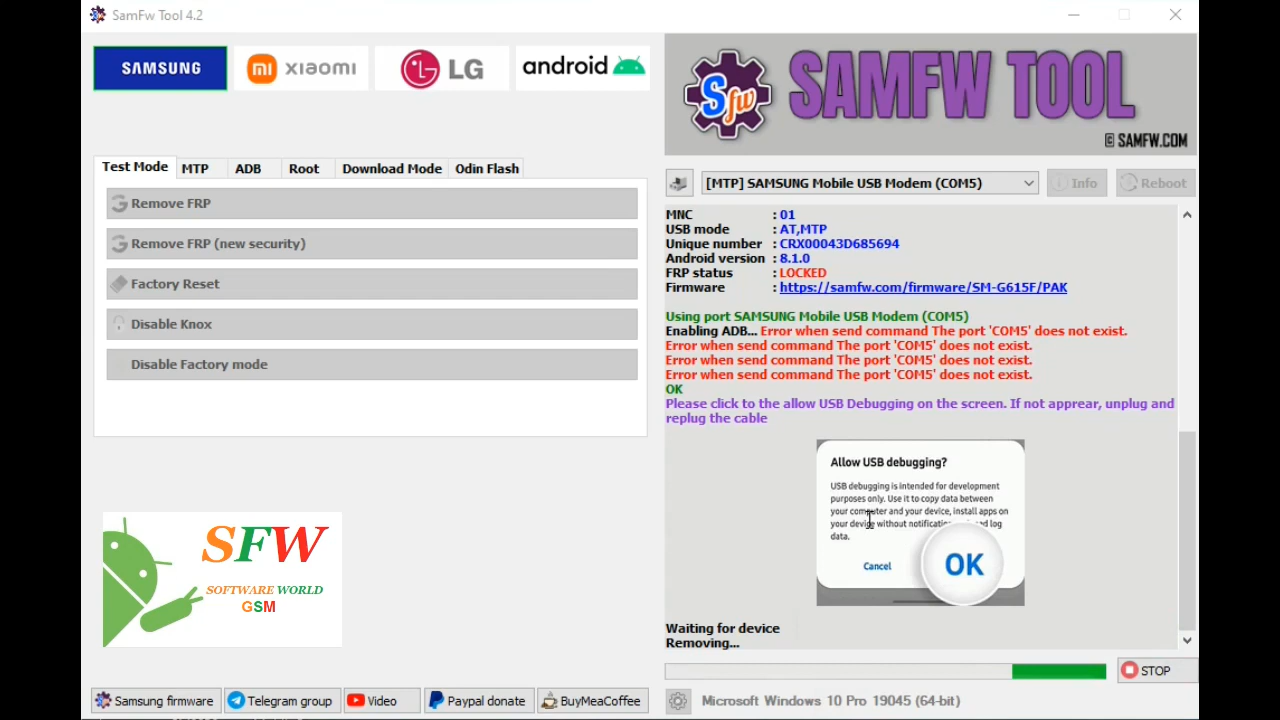 SamFw Tool 4.2
SAMSUNG
xiaomi
LG
android
Sfw
SAMFW TOOL
© SAMFW.COM
Test Mode
MTP
ADB
Root
Download Mode
Odin Flash
Remove FRP
Remove FRP (new security)
Factory Reset
Disable Knox
Disable Factory mode
SFW
SOFTWARE WORLD
GSM
[MTP] SAMSUNG Mobile USB Modem (COM5)
Info
Reboot
MNC : 01
USB mode : AT,MTP
Unique number : CRX00043D685694
Android version : 8.1.0
FRP status : LOCKED
Firmware : https://samfw.com/firmware/SM-G615F/PAK
Using port SAMSUNG Mobile USB Modem (COM5)
Enabling ADB... Error when send command The port 'COM5' does not exist.
Error when send command The port 'COM5' does not exist.
Error when send command The port 'COM5' does not exist.
Error when send command The port 'COM5' does not exist.
OK
Please click to the allow USB Debugging on the screen. If not apprear, unplug and
replug the cable
Allow USB debugging?
USB debugging is intended for development
purposes only. Use it to copy data between
your computer and your device, install apps on
your device without notification, and read log
data.
Cancel
OK
Waiting for device
Removing...
STOP
Samsung firmware
Telegram group
Video
Paypal donate
BuyMeaCoffee
Microsoft Windows 10 Pro 19045 (64-bit)